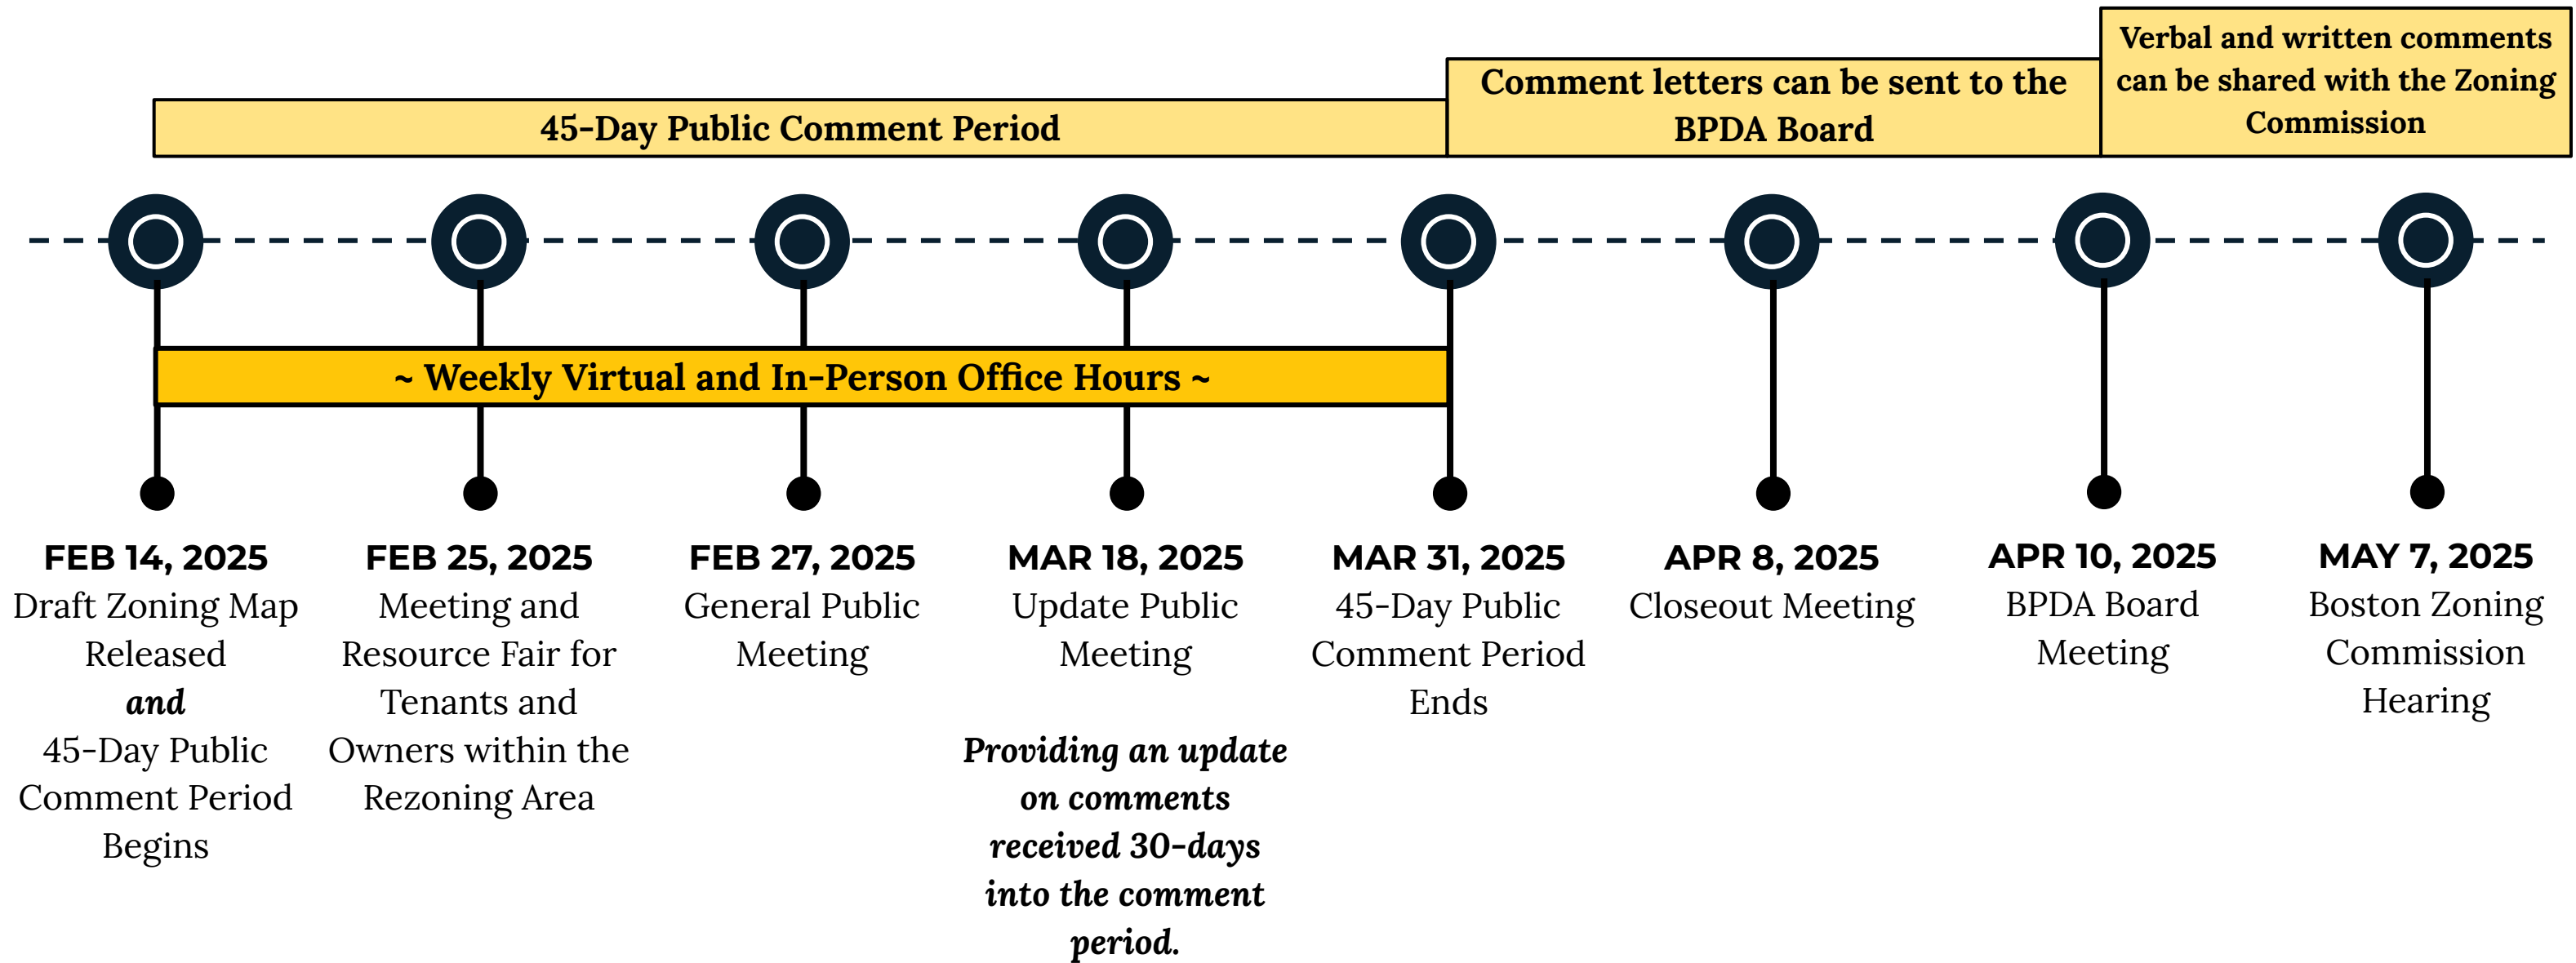 Verbal and written comments
can be shared with the Zoning
Commission
Comment letters can be sent to the
BPDA Board
45-Day Public Comment Period
~ Weekly Virtual and In-Person Office Hours ~
FEB 14, 2025
Draft Zoning Map
Released
and
45-Day Public
Comment Period
Begins
FEB 25, 2025
Meeting and
Resource Fair for
Tenants and
Owners within the
Rezoning Area
FEB 27, 2025
General Public
Meeting
MAR 18, 2025
Update Public
Meeting
Providing an update
on comments
received 30-days
into the comment
period.
MAR 31, 2025
45-Day Public
Comment Period
Ends
APR 8, 2025
Closeout Meeting
APR 10, 2025
BPDA Board
Meeting
MAY 7, 2025
Boston Zoning
Commission
Hearing